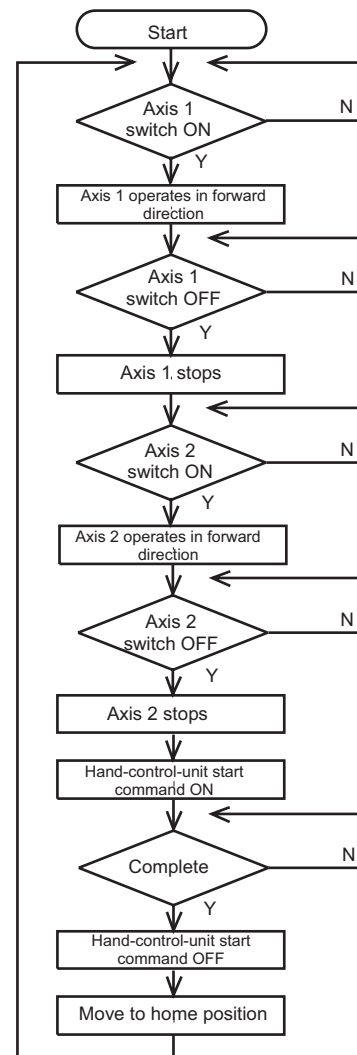 Start
Axis 1
switch ON
N
Y
Axis 1 operates in forward
direction
Axis 1
switch OFF
N
Y
Axis 1 stops
Axis 2
switch ON
N
Y
Axis 2 operates in forward
direction
Axis 2
switch OFF
N
Y
Axis 2 stops
Hand-control-unit start
command ON
Complete
N
Y
Hand-control-unit start
command OFF
Move to home position